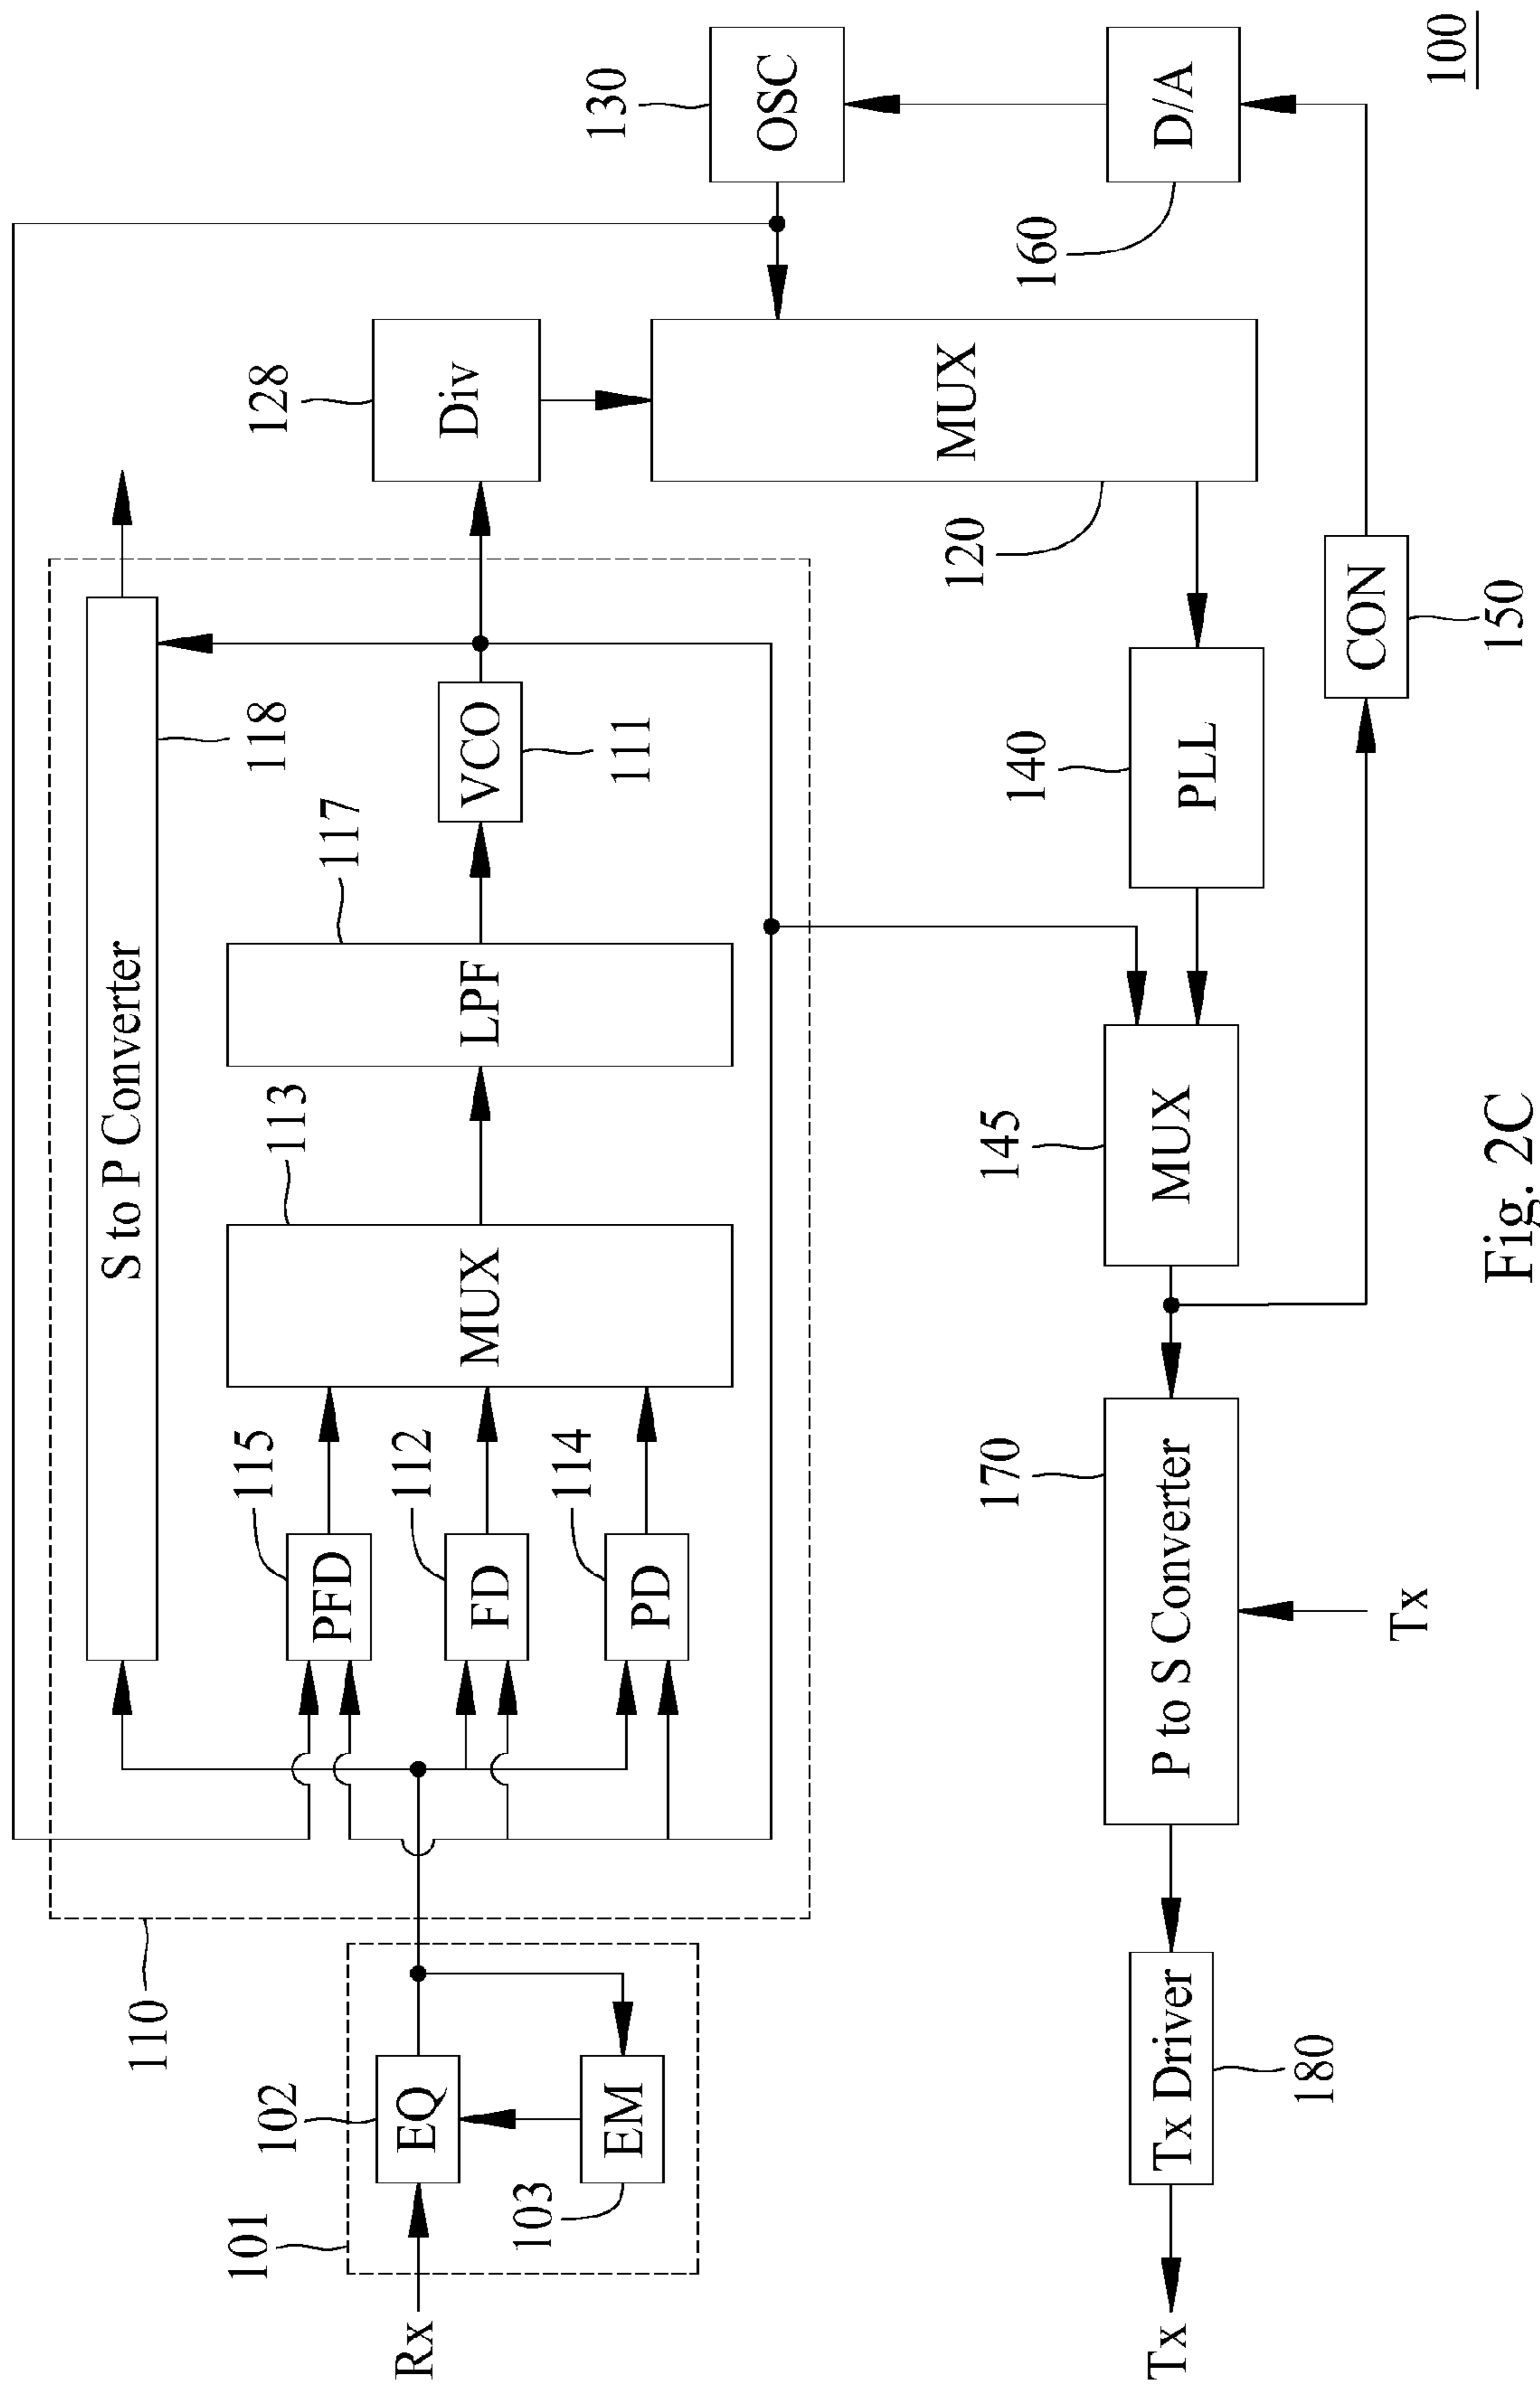 100
110
S to P Converter
118
101
102
EQ
Rx
103
EM
115
PFD
112
FD
114
PD
113
MUX
117
LPF
VCO
111
128
Div
130
OSC
120
MUX
160
D/A
140
PLL
145
MUX
CON
150
170
P to S Converter
Tx
Tx Driver
180
Tx
Fig. 2C